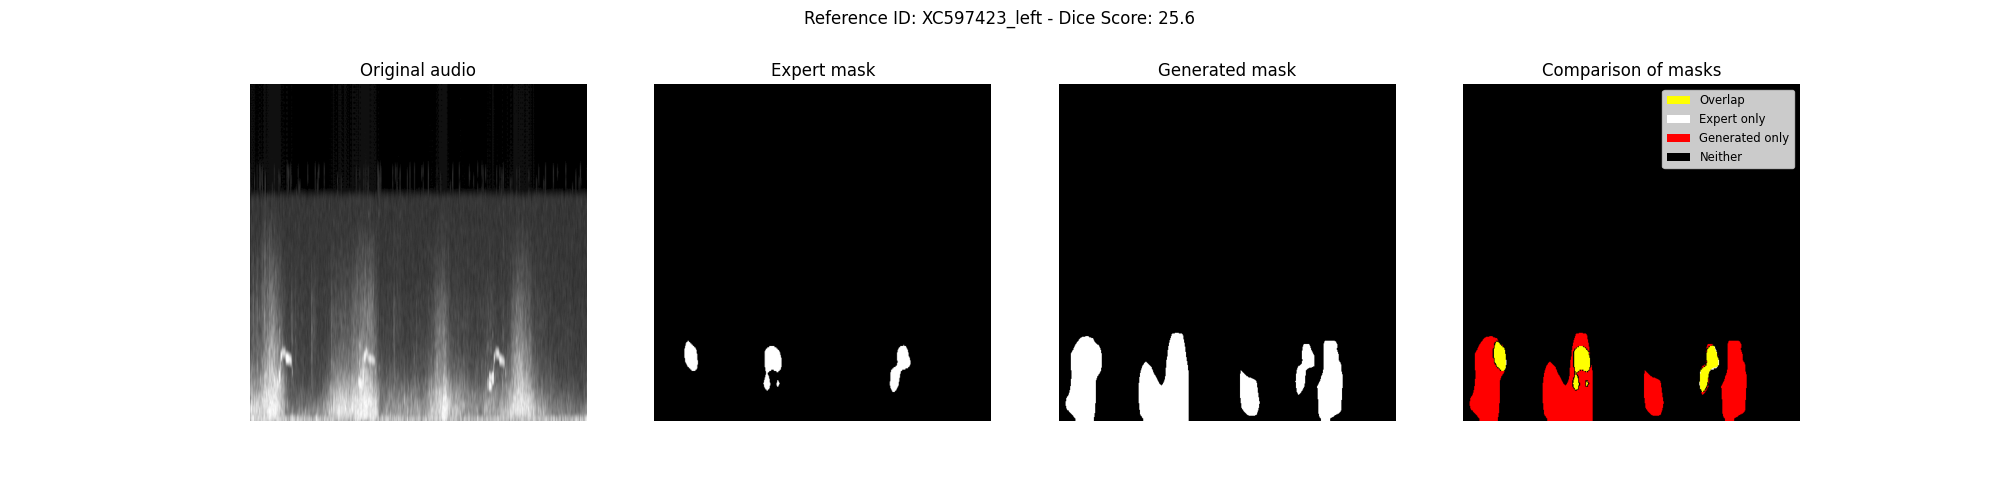 Reference ID: XC597423_left - Dice Score: 25.6
Original audio
Expert mask
Generated mask
Comparison of masks
Overlap
Expert only
Generated only
Neither